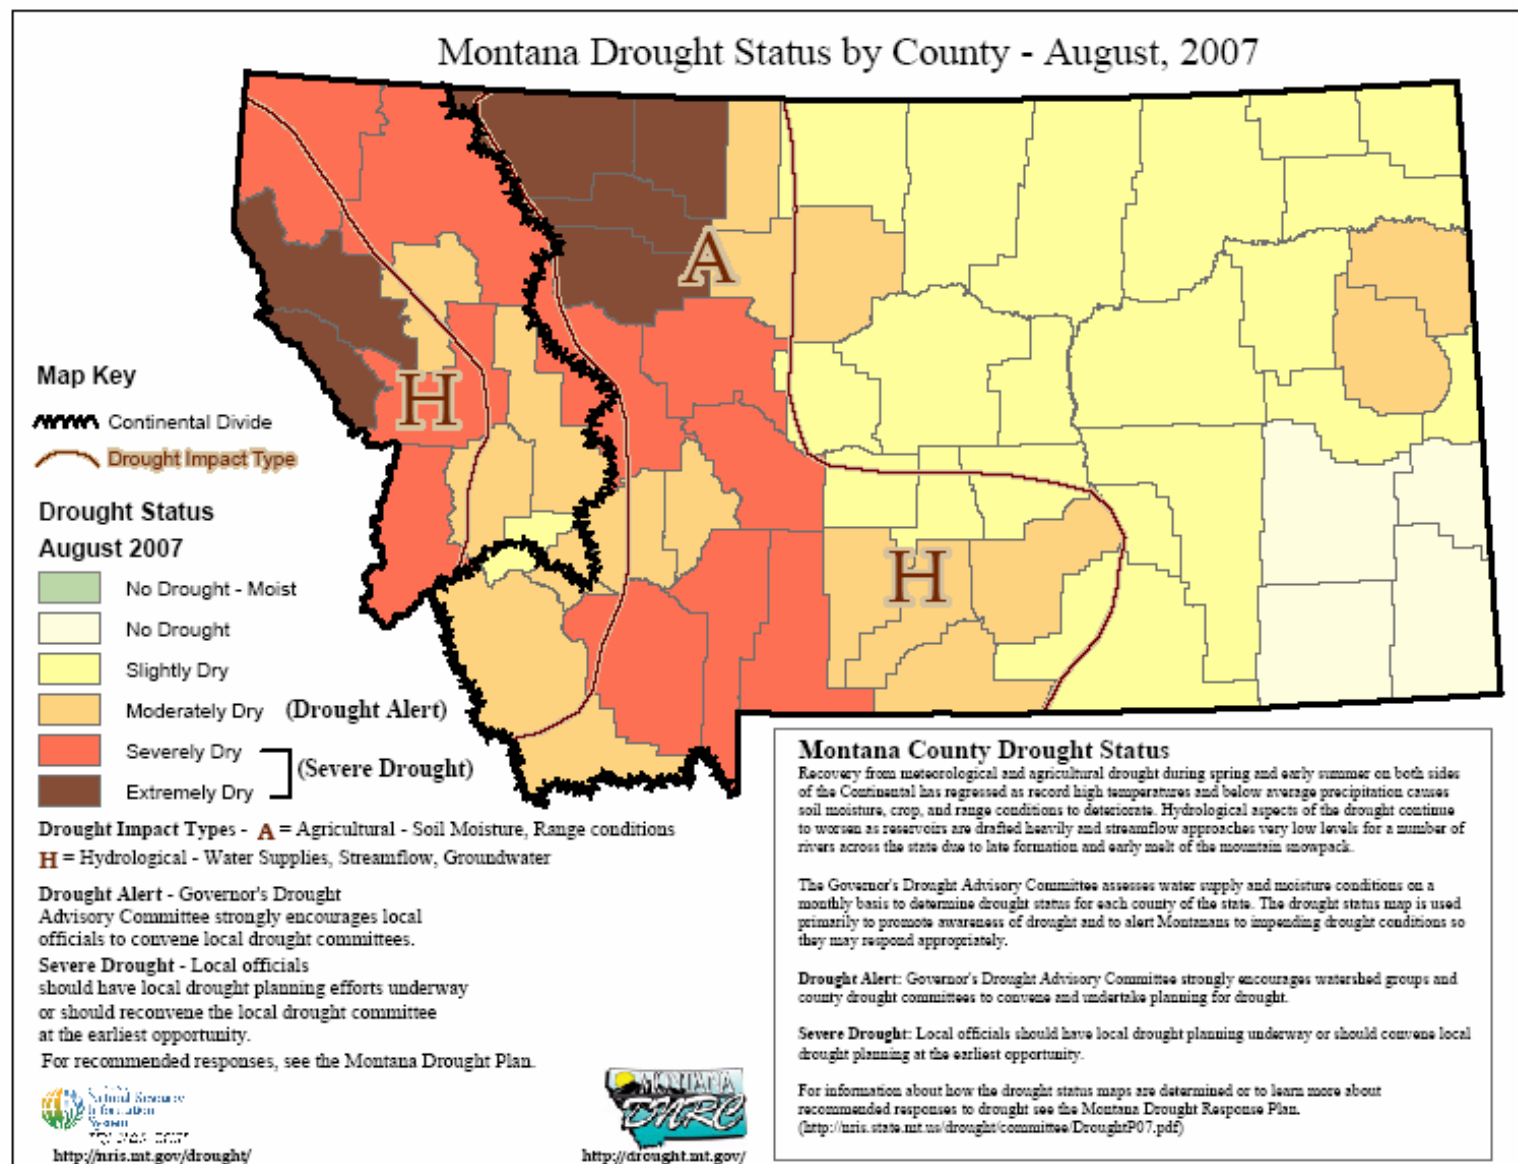 Montana Drought Status by County - August, 2007
A
H
H
Map Key
Continental Divide
Drought Impact Type
Drought Status
August 2007
No Drought - Moist
No Drought
Slightly Dry
Moderately Dry (Drought Alert)
Severely Dry
(Severe Drought)
Extremely Dry
Drought Impact Types - A = Agricultural - Soil Moisture, Range conditions
H = Hydrological - Water Supplies, Streamflow, Groundwater
Drought Alert - Governor's Drought
Advisory Committee strongly encourages local
officials to convene local drought committees.
Severe Drought - Local officials
should have local drought planning efforts underway
or should reconvene the local drought committee
at the earliest opportunity.
For recommended responses, see the Montana Drought Plan.
Natural Resource
Information
System
http://nris.mt.gov/drought/
MONTANA
DNRC
http://drought.mt.gov/
Montana County Drought Status
Recovery from meteorological and agricultural drought during spring and early summer on both sides
of the Continental has regressed as record high temperatures and below average precipitation causes
soil moisture, crop, and range conditions to deteriorate. Hydrological aspects of the drought continue
to worsen as reservoirs are drafted heavily and streamflow approaches very low levels for a number of
rivers across the state due to late formation and early melt of the mountain snowpack.
The Governor's Drought Advisory Committee assesses water supply and moisture conditions on a
monthly basis to determine drought status for each county of the state. The drought status map is used
primarily to promote awareness of drought and to alert Montanans to impending drought conditions so
they may respond appropriately.
Drought Alert: Governor's Drought Advisory Committee strongly encourages watershed groups and
county drought committees to convene and undertake planning for drought.
Severe Drought: Local officials should have local drought planning underway or should convene local
drought planning at the earliest opportunity.
For information about how the drought status maps are determined or to learn more about
recommended responses to drought see the Montana Drought Response Plan.
(http://nris.state.mt.us/drought/committee/DroughtP07.pdf)